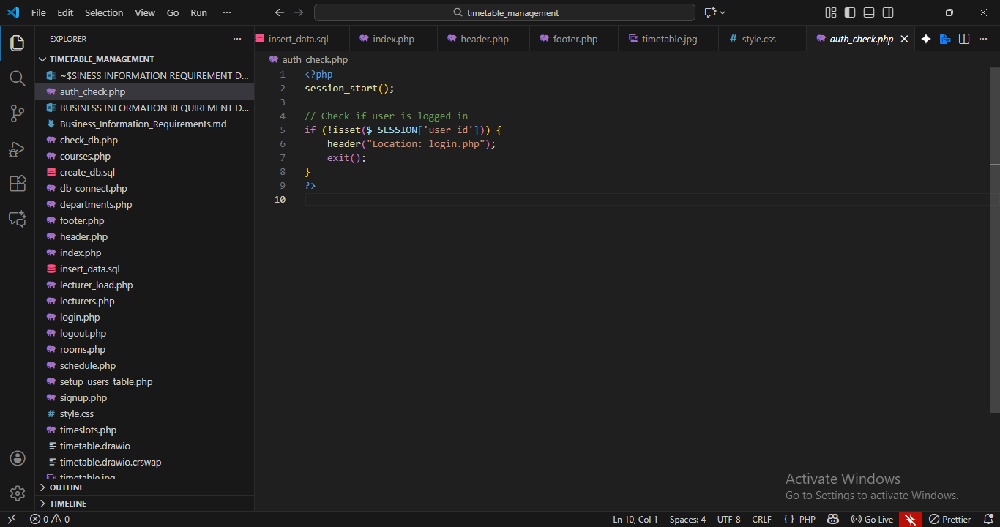 File Edit Selection View Go Run ···
timetable_management
EXPLORER ···
insert_data.sql index.php header.php footer.php timetable.jpg style.css auth_check.php
TIMETABLE_MANAGEMENT
~$SINESS INFORMATION REQUIREMENT D...
auth_check.php
BUSINESS INFORMATION REQUIREMENT D...
Business_Information_Requirements.md
check_db.php
courses.php
create_db.sql
db_connect.php
departments.php
footer.php
header.php
index.php
insert_data.sql
lecturer_load.php
lecturers.php
login.php
logout.php
rooms.php
schedule.php
setup_users_table.php
signup.php
style.css
timeslots.php
timetable.drawio
timetable.drawio.crswap
timetable.jpg
OUTLINE
TIMELINE
auth_check.php
1 <?php
2 session_start();
3
4 // Check if user is logged in
5 if (!isset($_SESSION['user_id'])) {
6 header("Location: login.php");
7 exit();
8 }
9 ?>
10
Activate Windows
Go to Settings to activate Windows.
0 0 Ln 10, Col 1 Spaces: 4 UTF-8 CRLF { } PHP Go Live Prettier